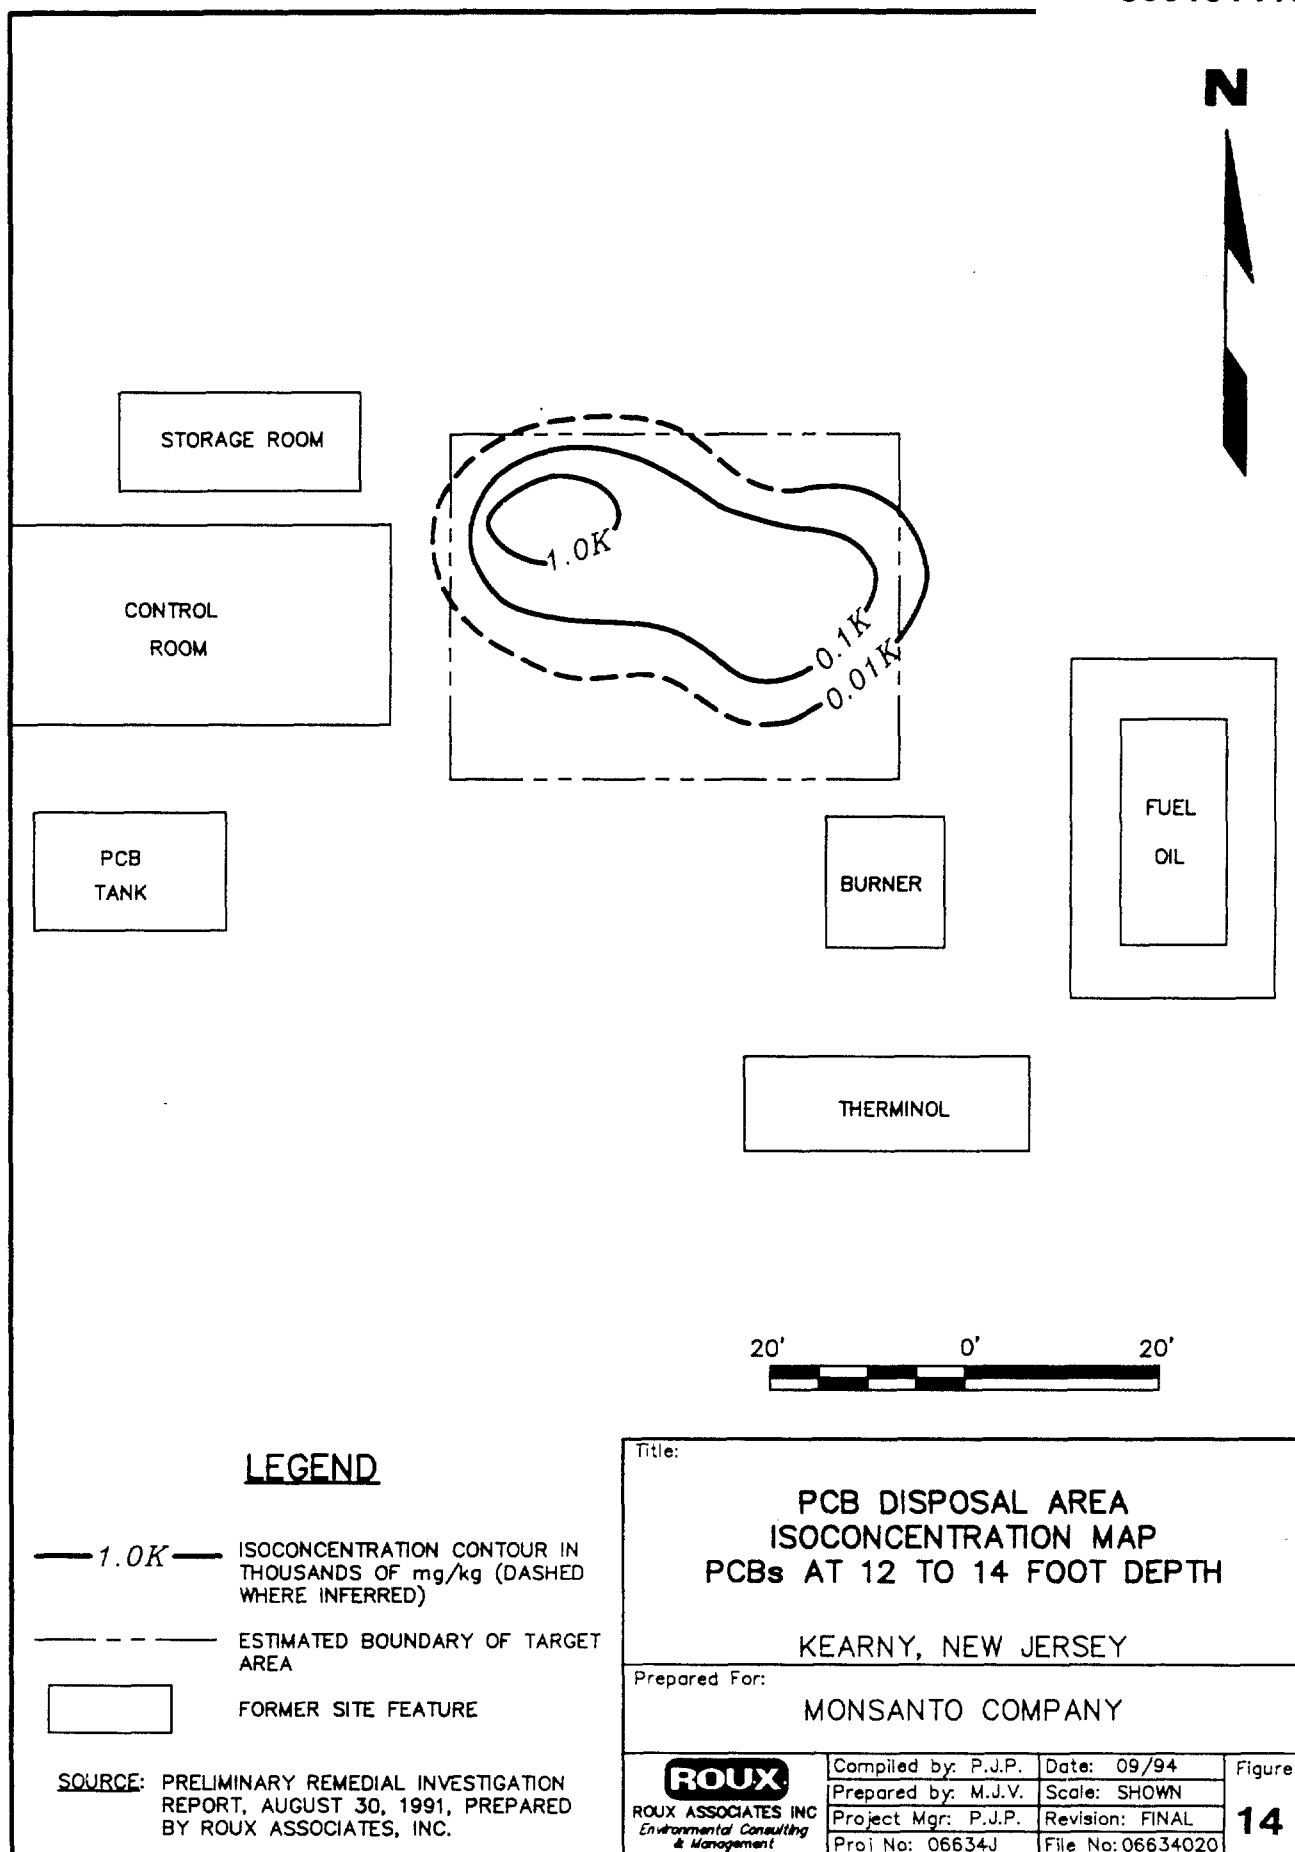 N
STORAGE ROOM
CONTROL
ROOM
1.0K
0.1K
0.01K
PCB
TANK
BURNER
FUEL
OIL
THERMINOL
20' 0' 20'
LEGEND
1.0K
ISOCONCENTRATION CONTOUR IN
THOUSANDS OF mg/kg (DASHED
WHERE INFERRED)
ESTIMATED BOUNDARY OF TARGET
AREA
FORMER SITE FEATURE
SOURCE: PRELIMINARY REMEDIAL INVESTIGATION
REPORT, AUGUST 30, 1991, PREPARED
BY ROUX ASSOCIATES, INC.
Title:
PCB DISPOSAL AREA
ISOCONCENTRATION MAP
PCBs AT 12 TO 14 FOOT DEPTH
KEARNY, NEW JERSEY
Prepared For:
MONSANTO COMPANY
ROUX
ROUX ASSOCIATES INC
Environmental Consulting
& Management
Compiled by: P.J.P. Date: 09/94
Prepared by: M.J.V. Scale: SHOWN
Project Mgr: P.J.P. Revision: FINAL
Proj No: 06634J File No: 06634020
Figure
14